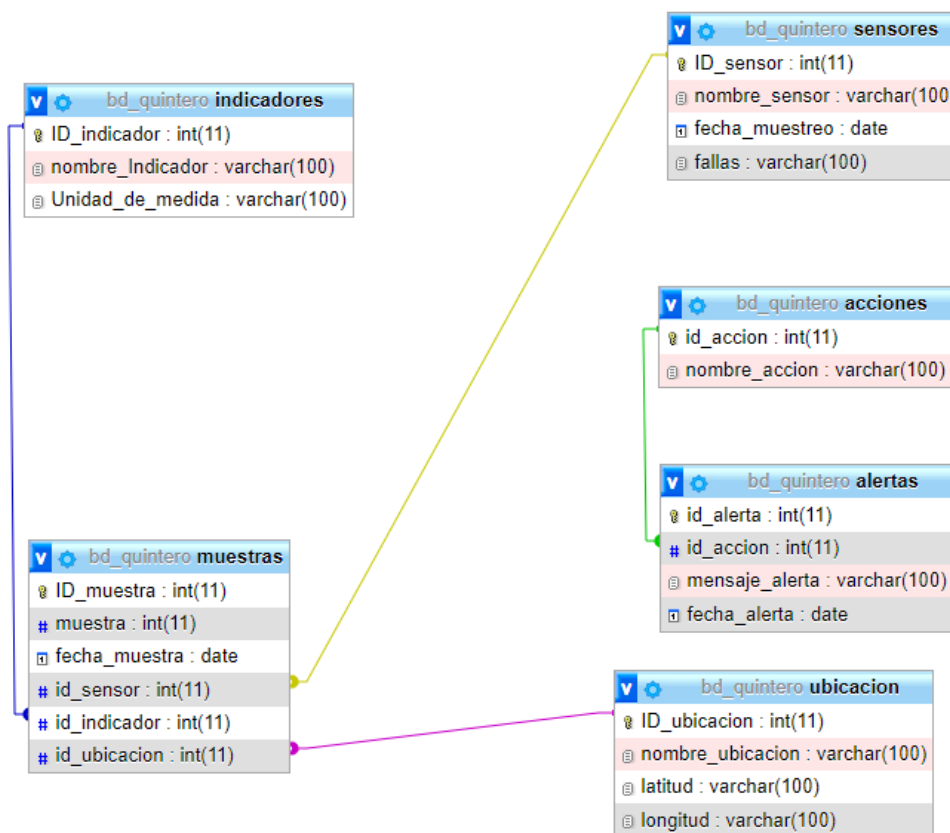 bd_quintero sensores
ID_sensor : int(11)
nombre_sensor : varchar(100
fecha_muestreo : date
fallas : varchar(100)
bd_quintero indicadores
ID_indicador : int(11)
nombre_Indicador : varchar(100)
Unidad_de_medida : varchar(100)
bd_quintero acciones
id_accion : int(11)
nombre_accion : varchar(100)
bd_quintero alertas
id_alerta : int(11)
# id_accion : int(11)
mensaje_alerta : varchar(100)
fecha_alerta : date
bd_quintero muestras
ID_muestra : int(11)
# muestra : int(11)
fecha_muestra : date
# id_sensor : int(11)
# id_indicador : int(11)
# id_ubicacion : int(11)
bd_quintero ubicacion
ID_ubicacion : int(11)
nombre_ubicacion : varchar(100)
latitud : varchar(100)
longitud : varchar(100)